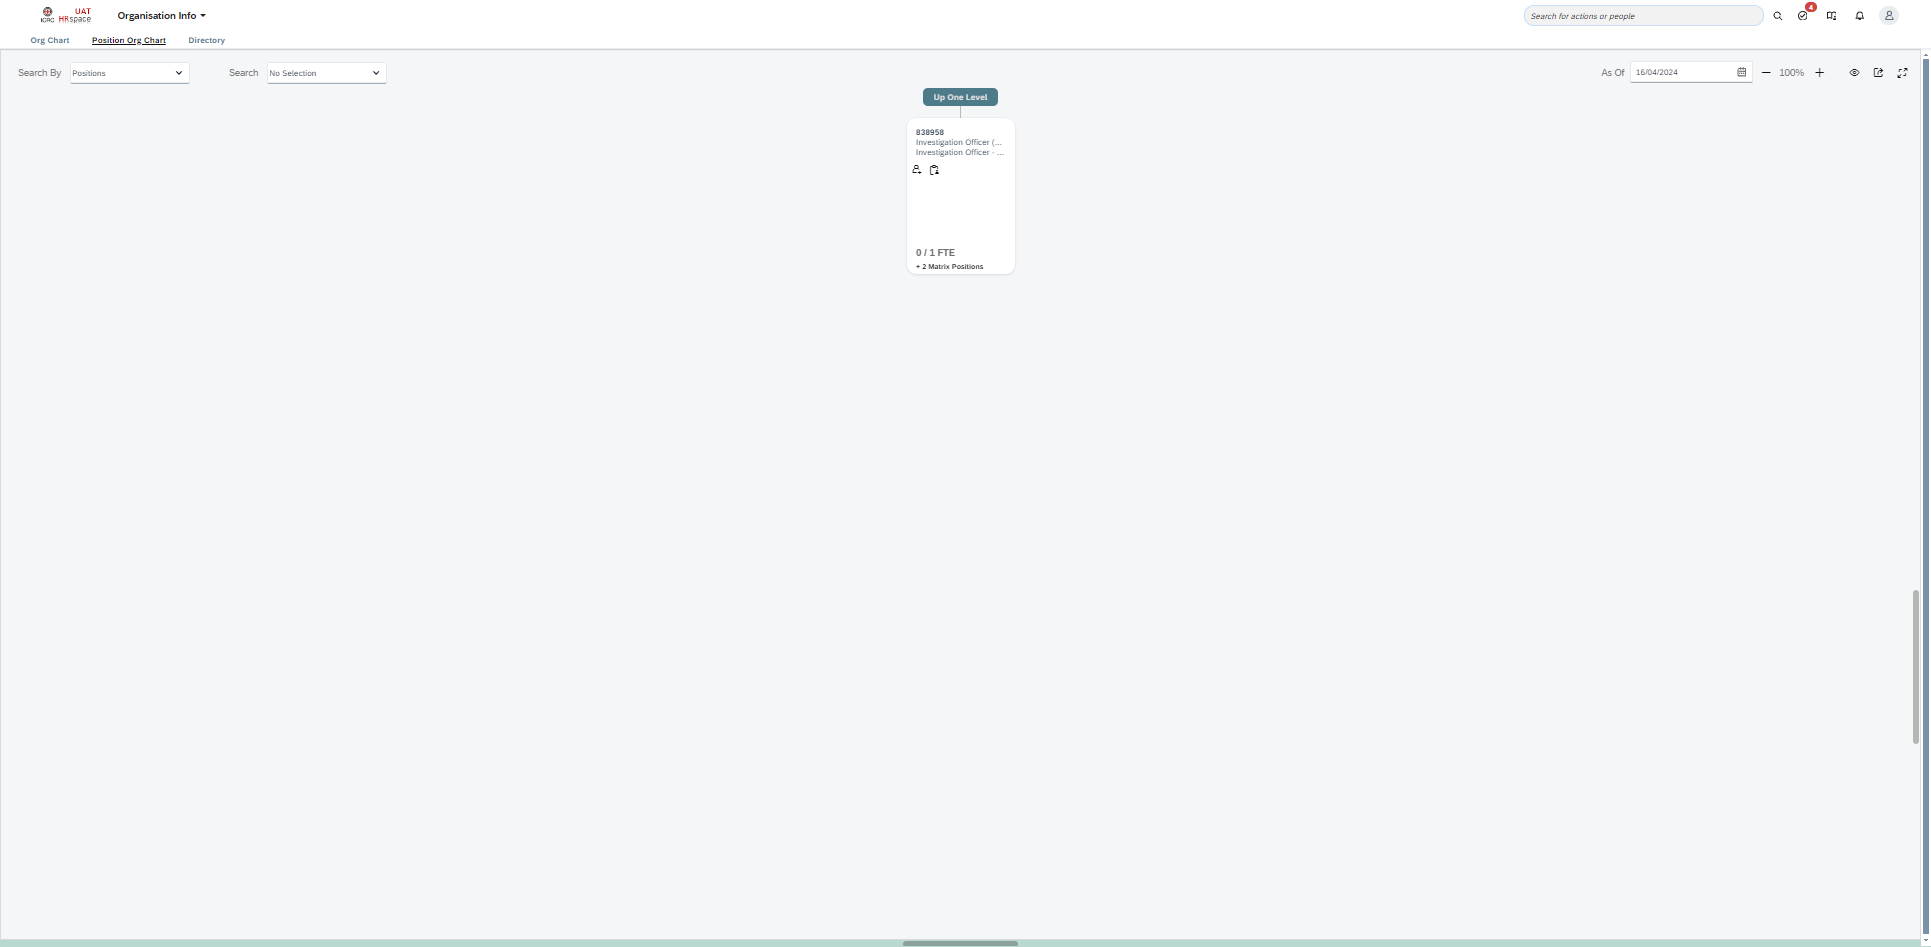 UAT
ICRC HRspace
Organisation Info
Search for actions or people
4
Org Chart
Position Org Chart
Directory
Search By
Positions
Search
No Selection
As Of
16/04/2024
100%
Up One Level
838958
Investigation Officer (...
Investigation Officer - ...
0 / 1 FTE
+ 2 Matrix Positions